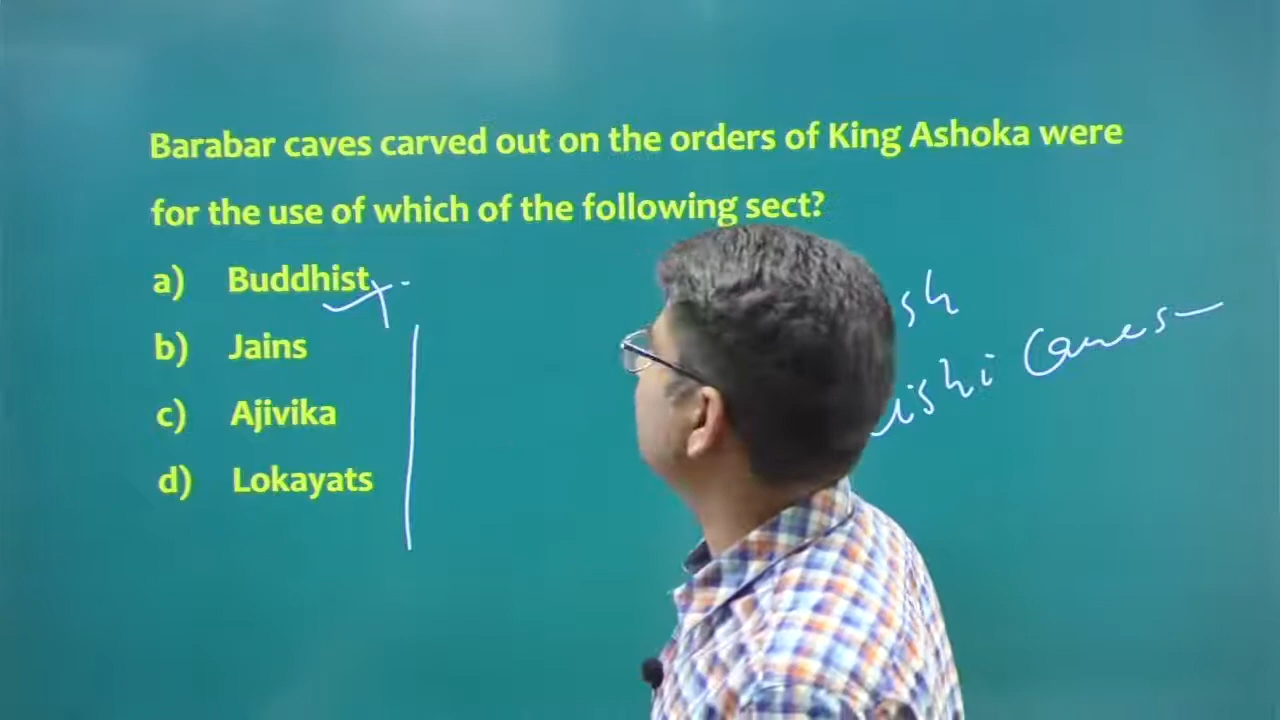 Barabar caves carved out on the orders of King Ashoka were
for the use of which of the following sect?
a) Buddhist
b) Jains
c) Ajivika
d) Lokayats
sh
ishi Caves